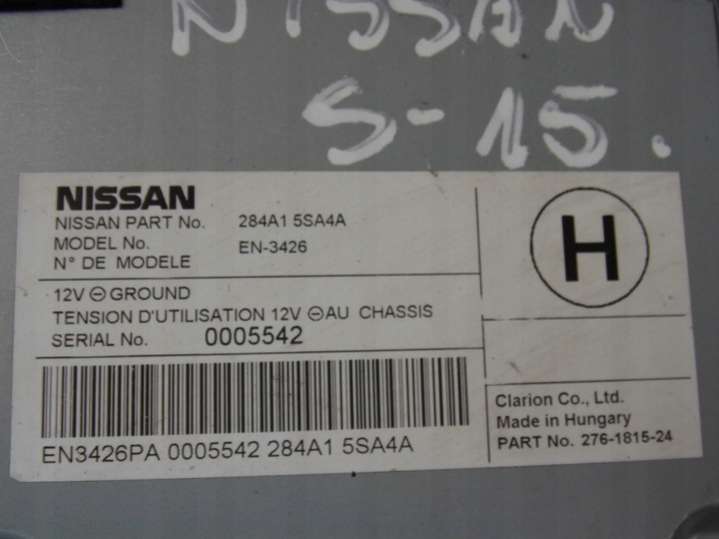 NISSAN
S-15.
NISSAN
NISSAN PART No. 284A1 5SA4A
MODEL No. EN-3426
N° DE MODELE
H
12V ⊖ GROUND
TENSION D'UTILISATION 12V ⊖ AU CHASSIS
SERIAL No. 0005542
EN3426PA 0005542 284A1 5SA4A
Clarion Co., Ltd.
Made in Hungary
PART No. 276-1815-24